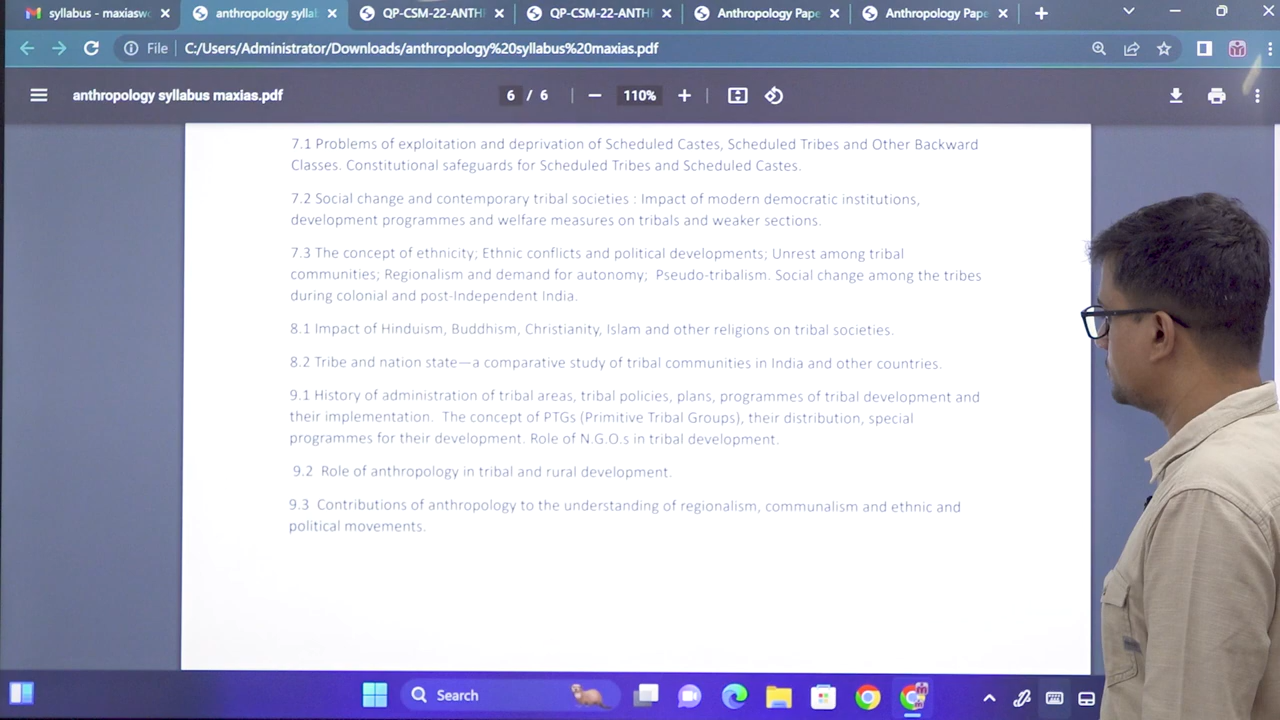 syllabus - maxiasw
anthropology syllab
QP-CSM-22-ANTH
QP-CSM-22-ANTH
Anthropology Pape
Anthropology Pape
File
C:/Users/Administrator/Downloads/anthropology%20syllabus%20maxias.pdf
anthropology syllabus maxias.pdf
6 / 6
110%
7.1 Problems of exploitation and deprivation of Scheduled Castes, Scheduled Tribes and Other Backward
Classes. Constitutional safeguards for Scheduled Tribes and Scheduled Castes.
7.2 Social change and contemporary tribal societies : Impact of modern democratic institutions,
development programmes and welfare measures on tribals and weaker sections.
7.3 The concept of ethnicity; Ethnic conflicts and political developments; Unrest among tribal
communities; Regionalism and demand for autonomy; Pseudo-tribalism. Social change among the tribes
during colonial and post-Independent India.
8.1 Impact of Hinduism, Buddhism, Christianity, Islam and other religions on tribal societies.
8.2 Tribe and nation state—a comparative study of tribal communities in India and other countries.
9.1 History of administration of tribal areas, tribal policies, plans, programmes of tribal development and
their implementation. The concept of PTGs (Primitive Tribal Groups), their distribution, special
programmes for their development. Role of N.G.O.s in tribal development.
9.2 Role of anthropology in tribal and rural development.
9.3 Contributions of anthropology to the understanding of regionalism, communalism and ethnic and
political movements.
Search